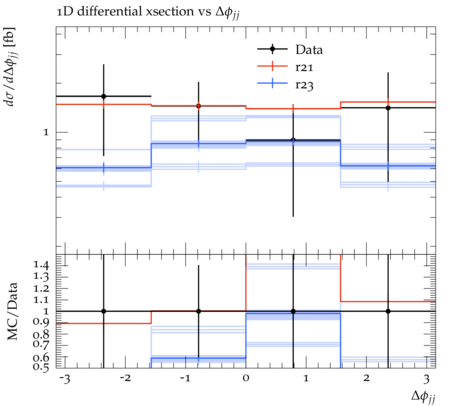 1D differential xsection vs Δϕjj
dσ/dΔϕjj [fb]
Data
r21
r23
1
MC/Data
1.4
1.3
1.2
1.1
1
0.9
0.8
0.7
0.6
0.5
-3 -2 -1 0 1 2 3
Δϕjj